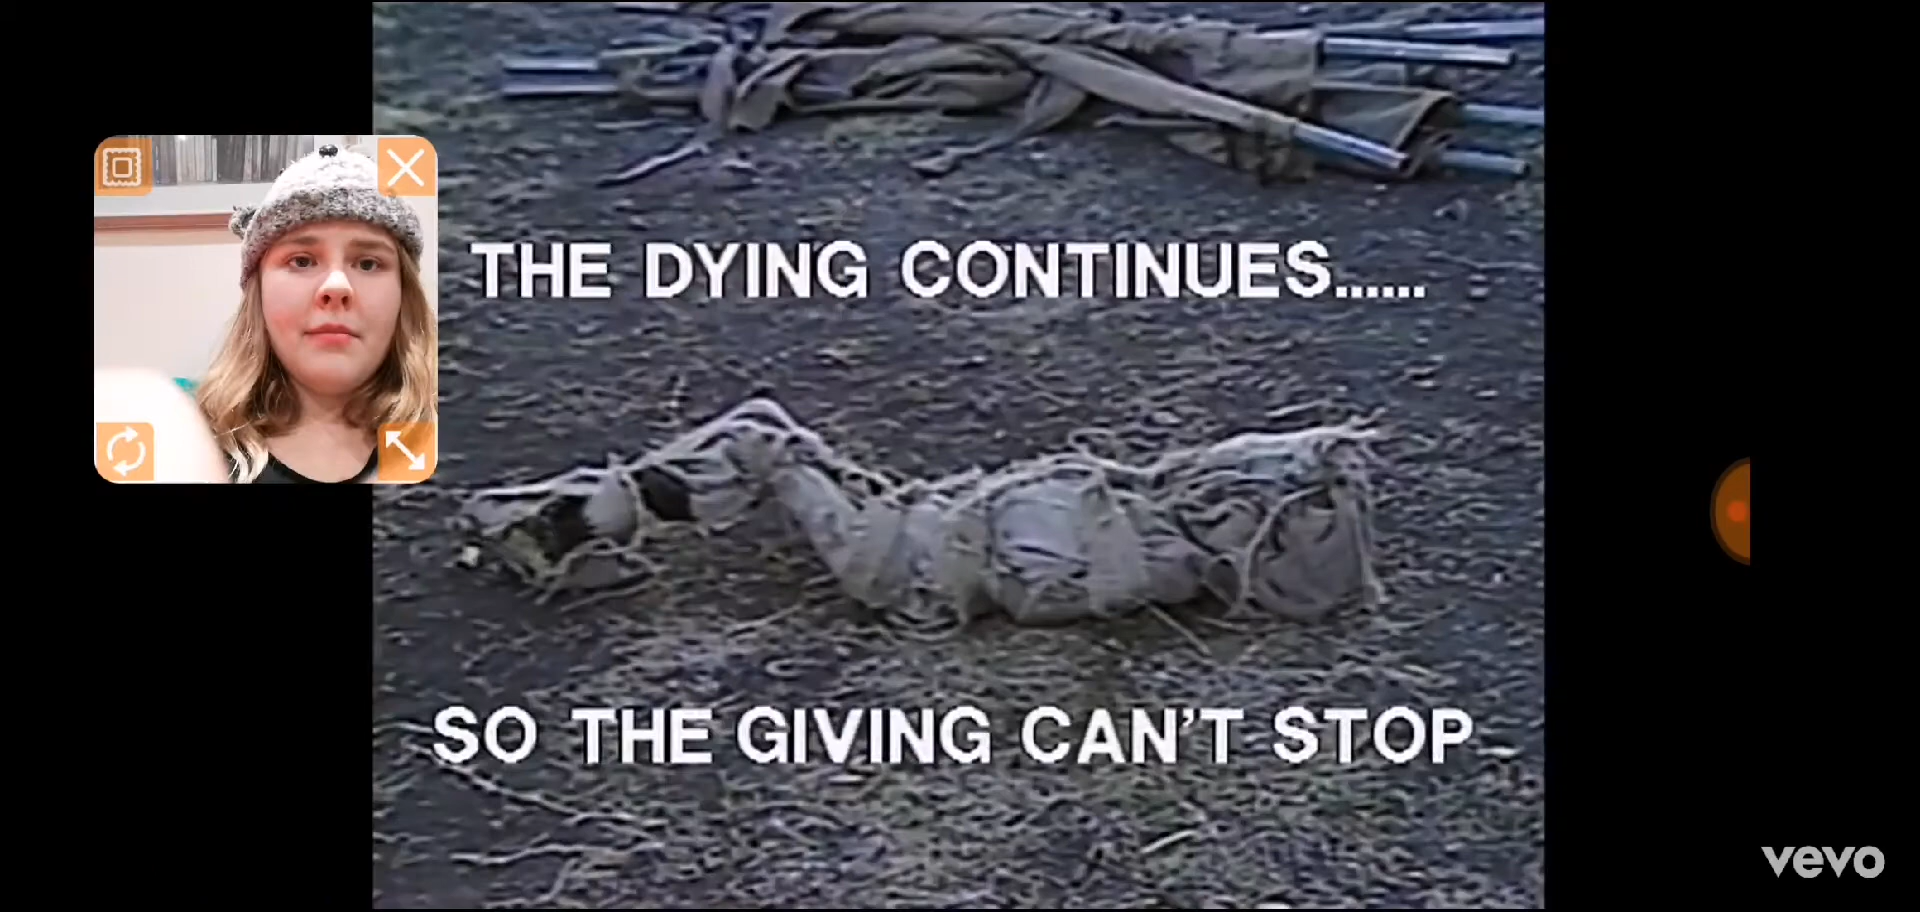 THE DYING CONTINUES......
SO THE GIVING CAN'T STOP
vevo